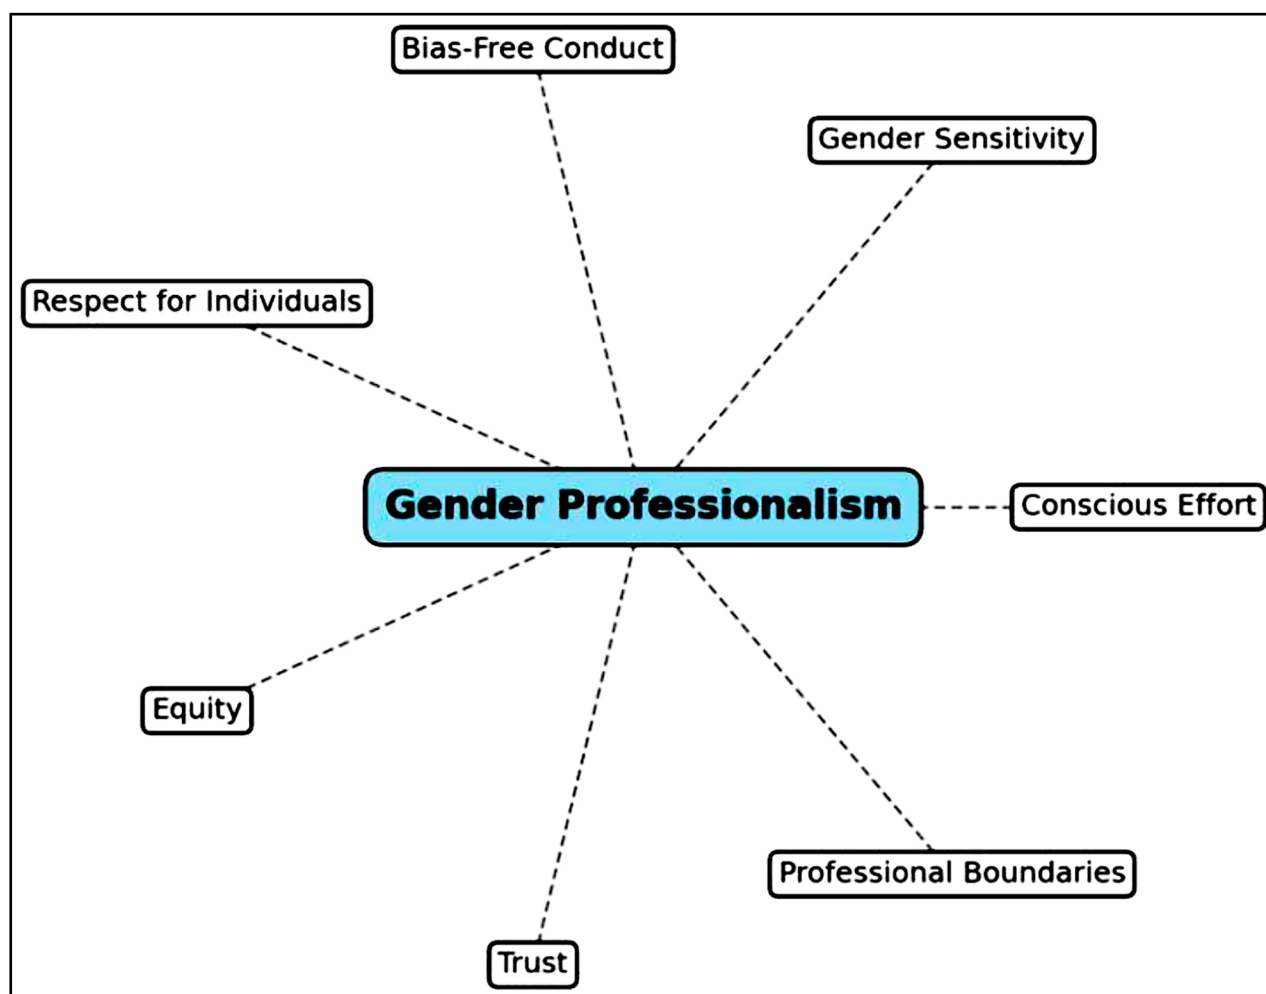 Bias-Free Conduct
Gender Sensitivity
Respect for Individuals
Gender Professionalism
Conscious Effort
Equity
Professional Boundaries
Trust